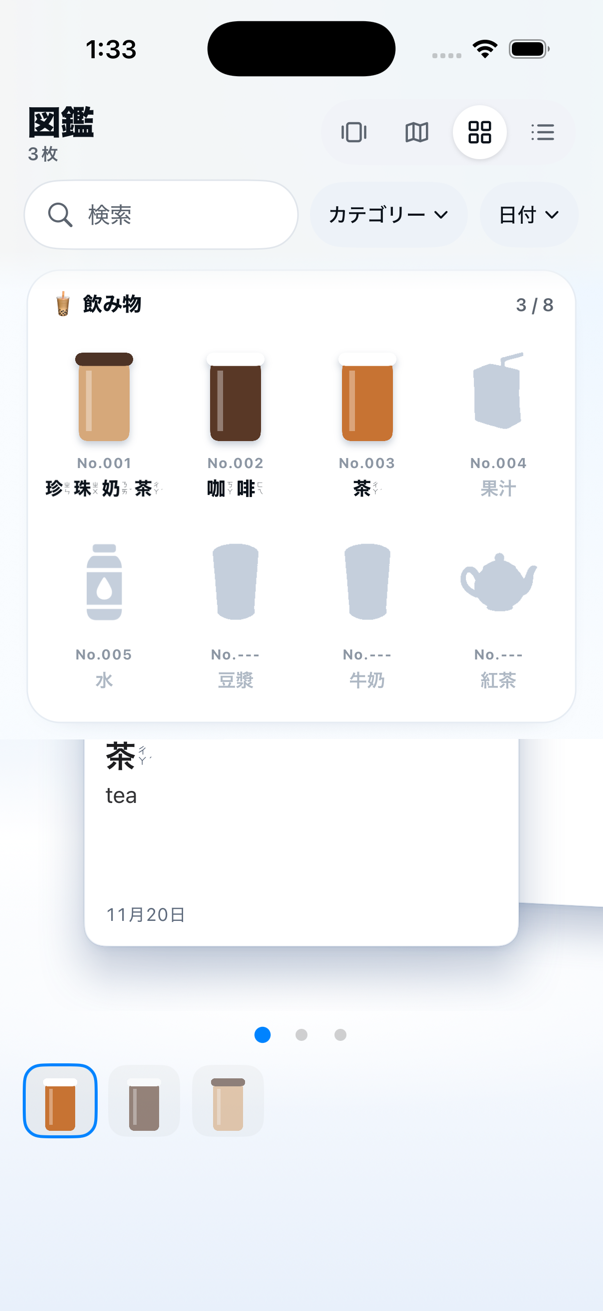 1:33
図鑑
3枚
検索
カテゴリー
日付
飲み物
3 / 8
No.001
No.002
No.003
No.004
珍珠奶茶
咖啡
茶
果汁
No.005
No.---
No.---
No.---
水
豆漿
牛奶
紅茶
茶
tea
11月20日